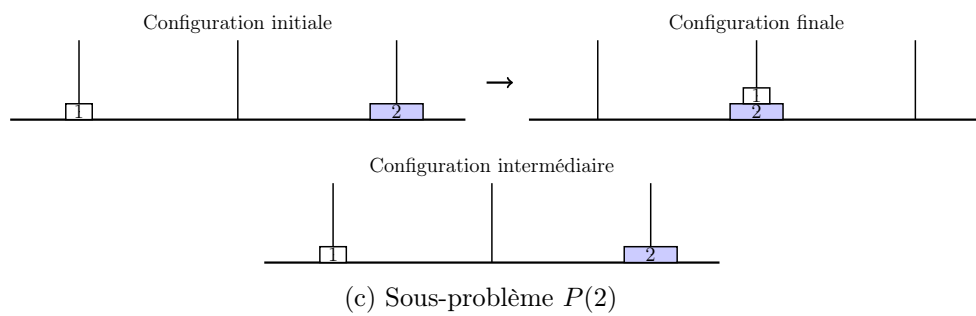 Configuration initiale
Configuration finale
1
2
→
1
2
Configuration intermédiaire
1
2
(c) Sous-problème P(2)